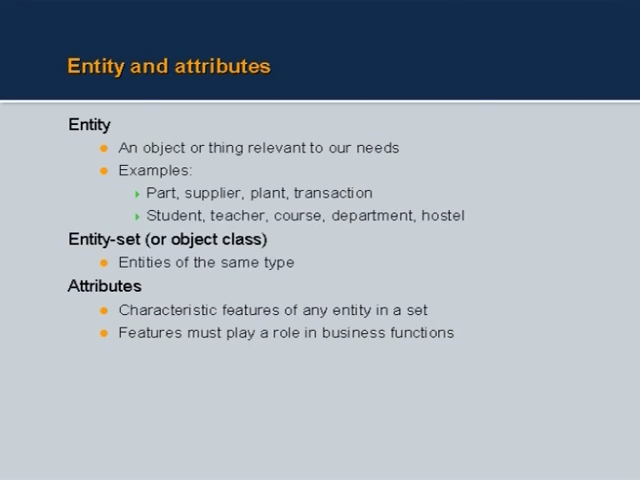 Entity and attributes
Entity
An object or thing relevant to our needs
Examples:
Part, supplier, plant, transaction
Student, teacher, course, department, hostel
Entity-set (or object class)
Entities of the same type
Attributes
Characteristic features of any entity in a set
Features must play a role in business functions